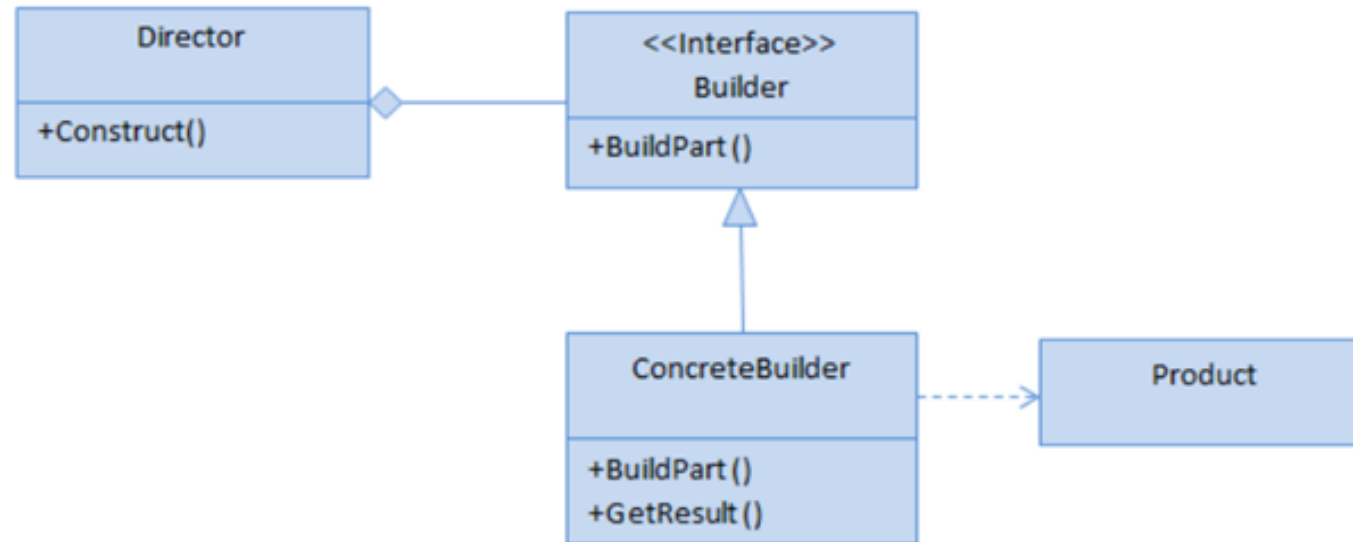 Director
+Construct()
<<Interface>>
Builder
+BuildPart()
ConcreteBuilder
+BuildPart()
+GetResult()
Product